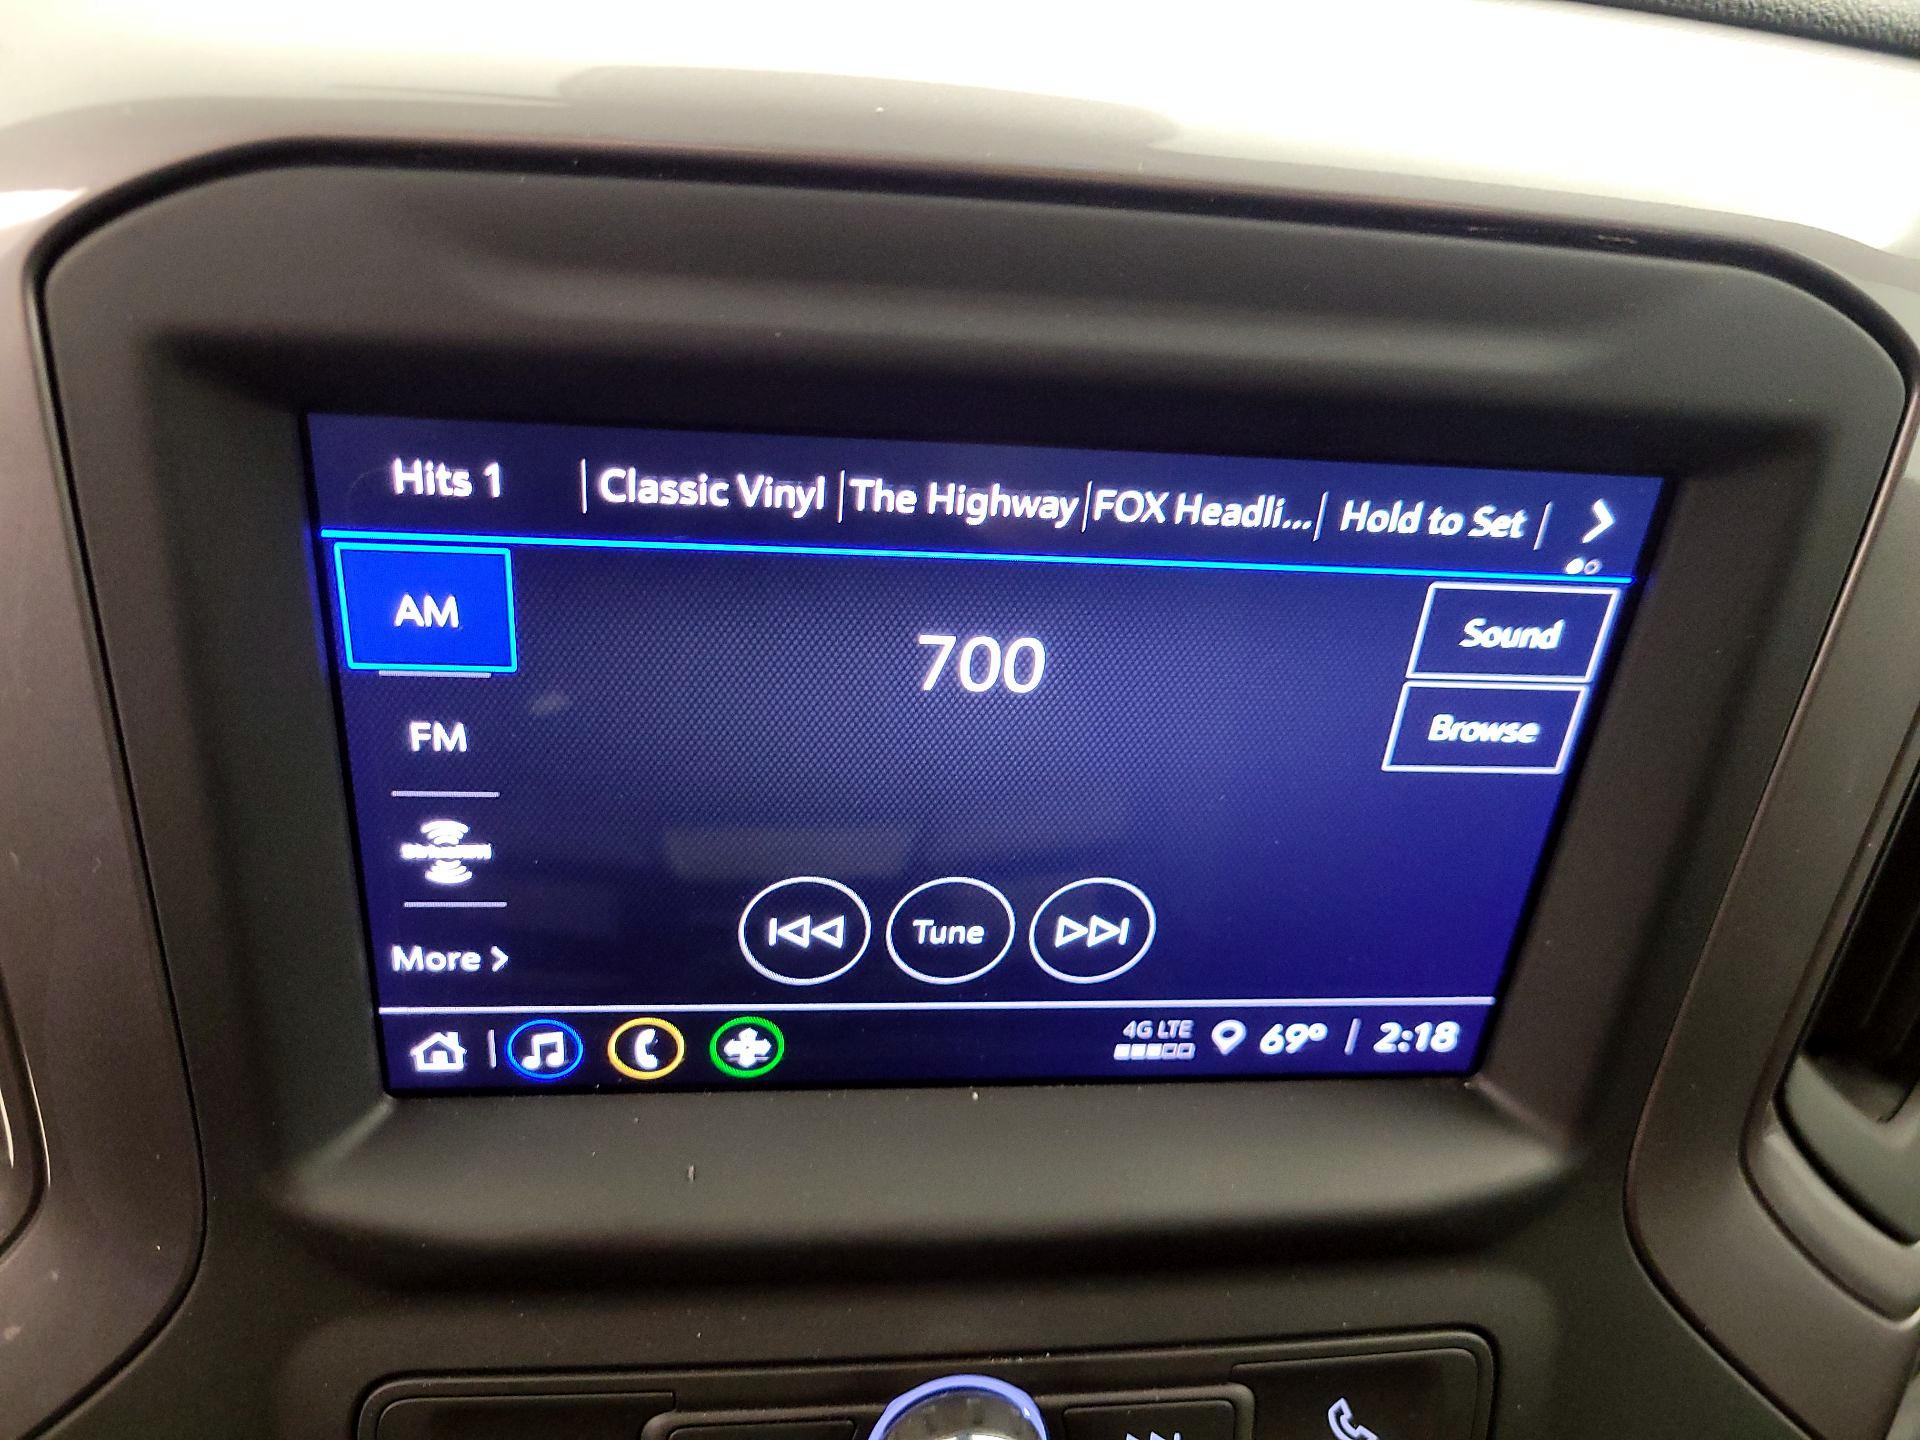 Hits 1 | Classic Vinyl | The Highway | FOX Headli... | Hold to Set |
AM
700
Sound
FM
Browse
Tune
More >
4G LTE 69° | 2:18